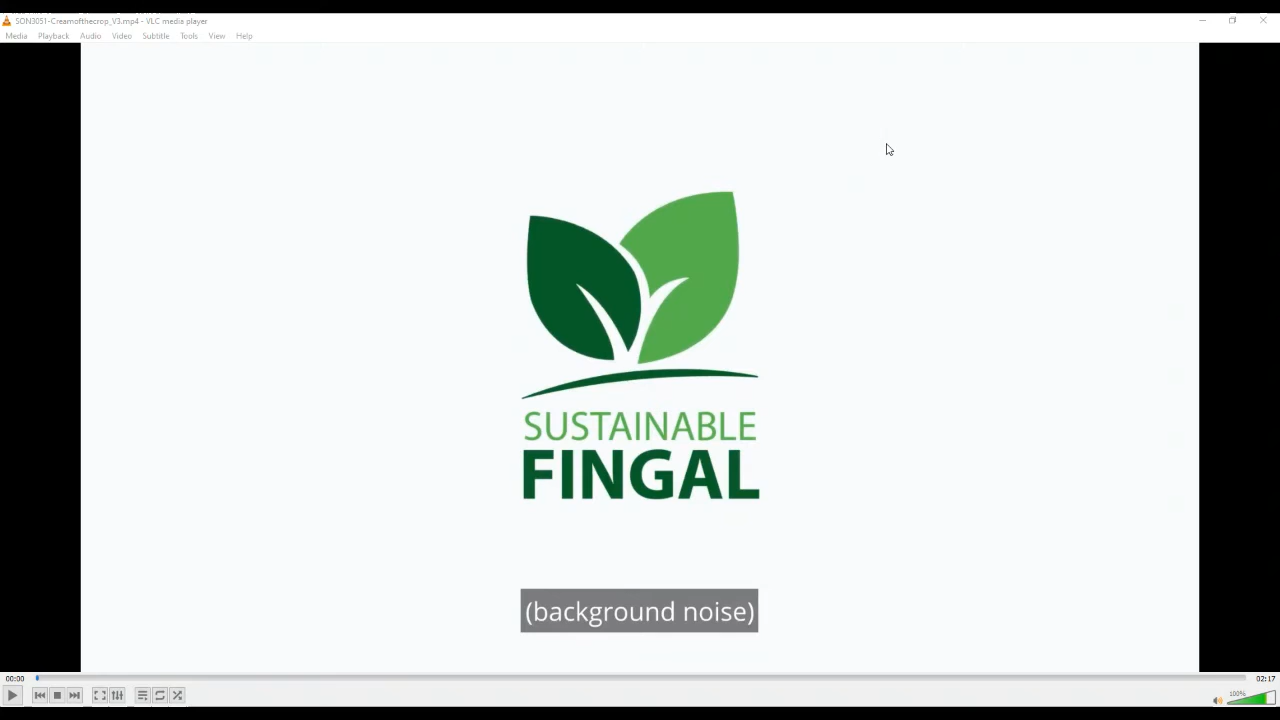 SON3051-Creamofthecrop_V3.mp4 - VLC media player
Media Playback Audio Video Subtitle Tools View Help
SUSTAINABLE
FINGAL
(background noise)
00:00
02:17
100%